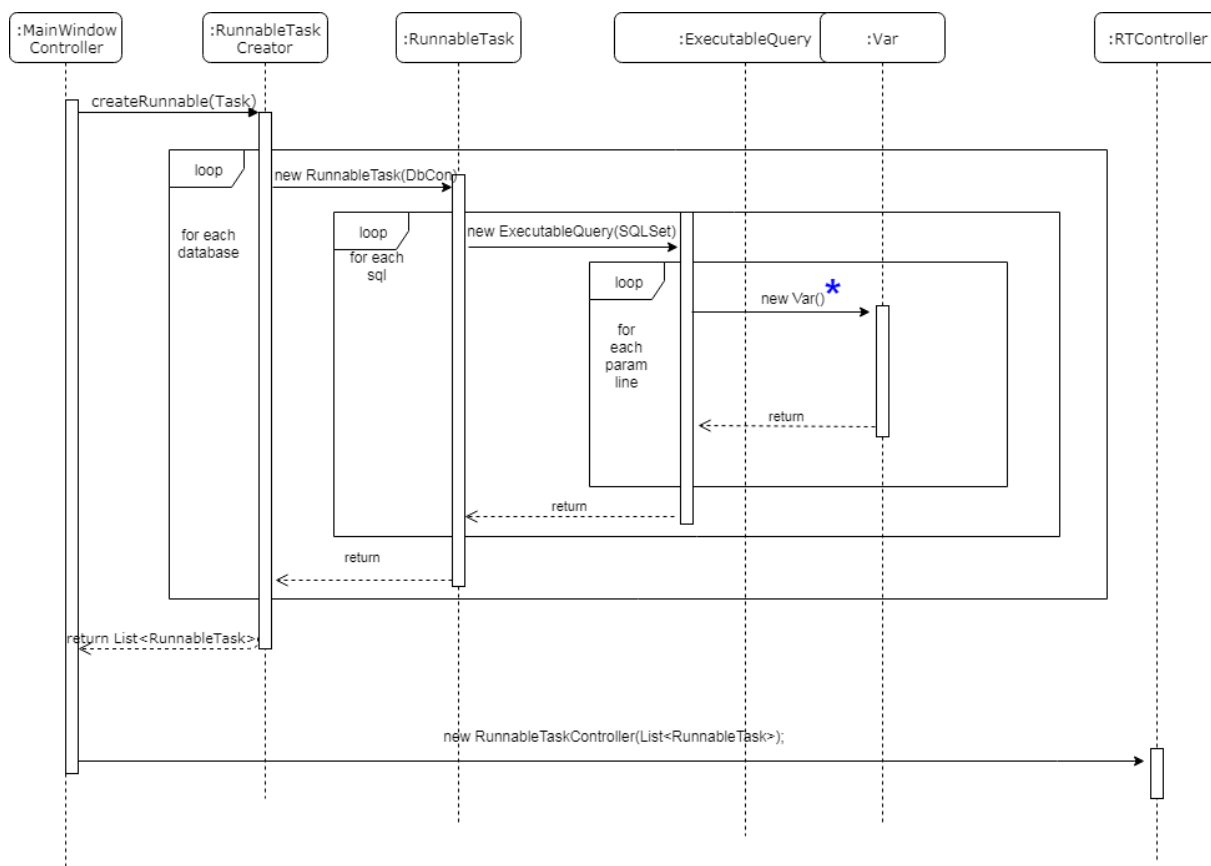 :MainWindow
Controller
:RunnableTask
Creator
:RunnableTask
:ExecutableQuery
:Var
:RTController
createRunnable(Task)
loop
new RunnableTask(DbCon)
for each
database
loop
new ExecutableQuery(SQLSet)
for each
sql
loop
new Var()*
for
each
param
line
return
return
return
return List<RunnableTask>
new RunnableTaskController(List<RunnableTask>);